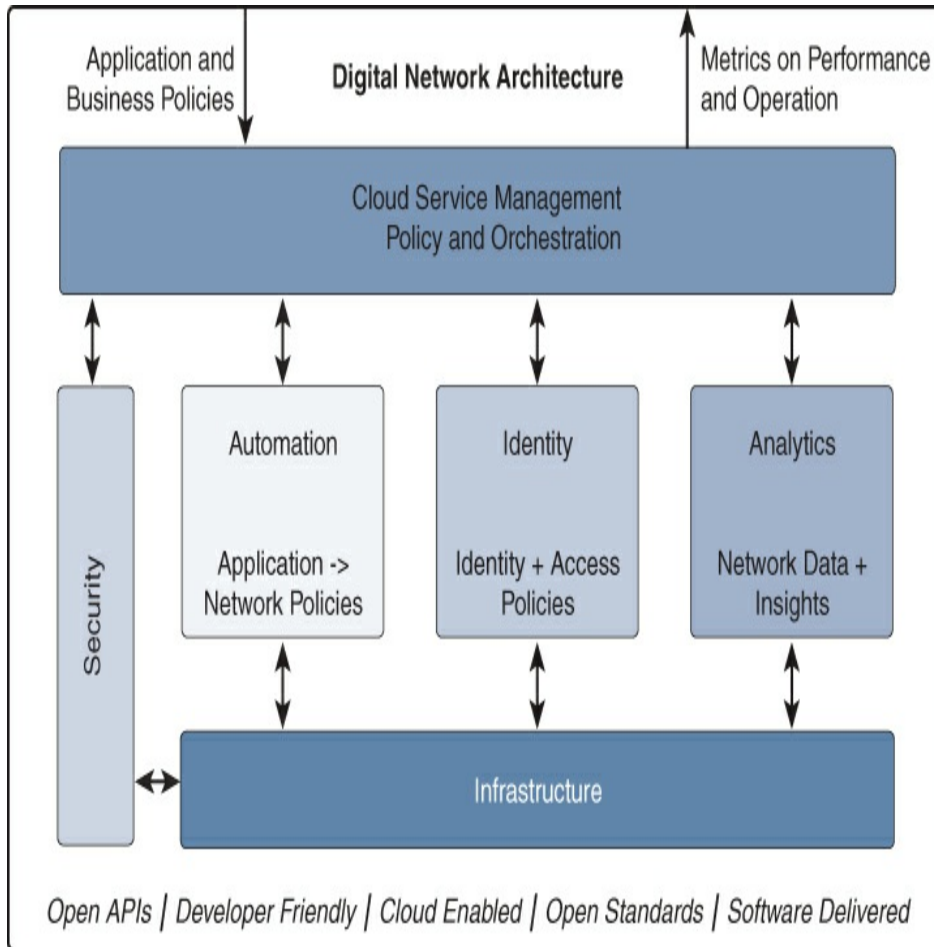 Application and
Business Policies
Digital Network Architecture
Metrics on Performance
and Operation
Cloud Service Management
Policy and Orchestration
Security
Automation
Application ->
Network Policies
Identity
Identity + Access
Policies
Analytics
Network Data +
Insights
Infrastructure
Open APIs | Developer Friendly | Cloud Enabled | Open Standards | Software Delivered